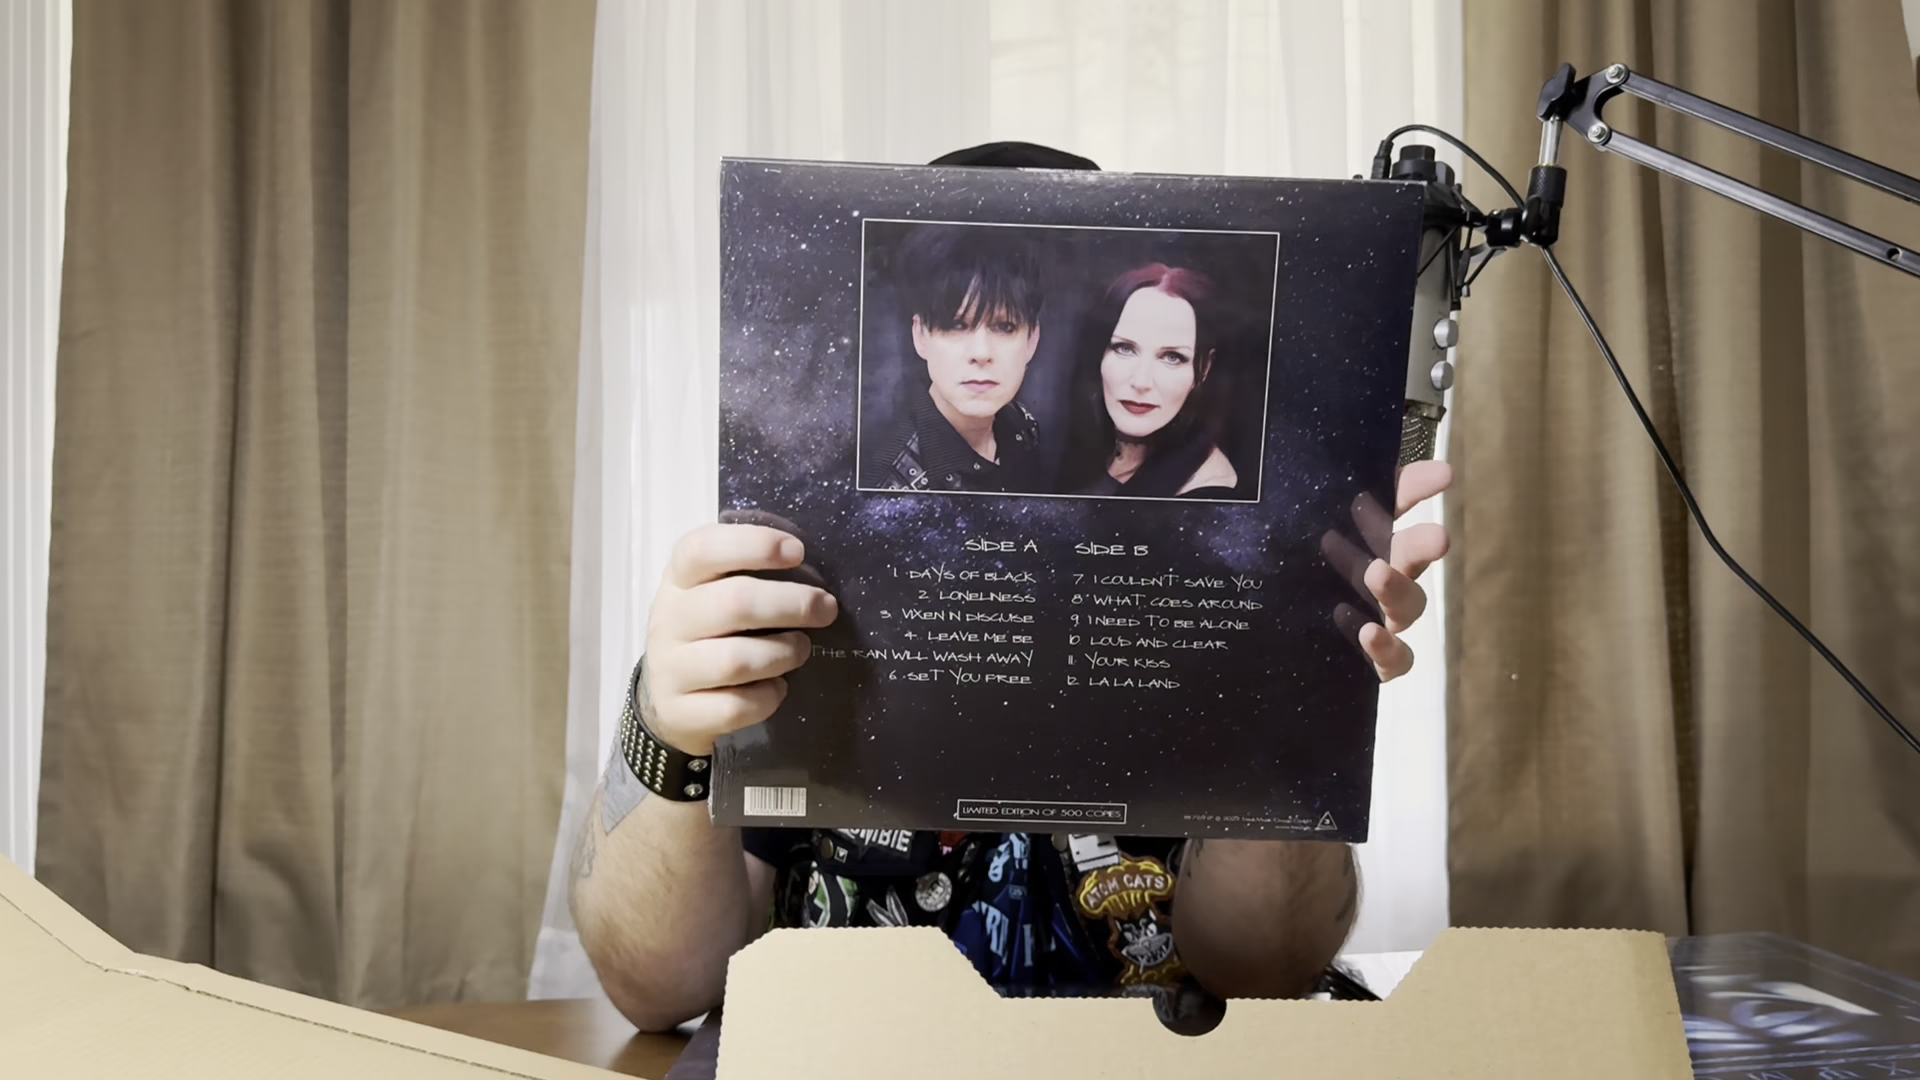 SIDE A
1. DAYS OF BLACK
2. LONELINESS
3. VIXEN IN DISGUISE
4. LEAVE ME BE
THE RAIN WILL WASH AWAY
6. SET YOU FREE
SIDE B
7. I COULDN'T SAVE YOU
8. WHAT GOES AROUND
9. I NEED TO BE ALONE
10. LOUD AND CLEAR
11. YOUR KISS
12. LA LA LAND
LIMITED EDITION OF 500 COPIES
ATOM CATS